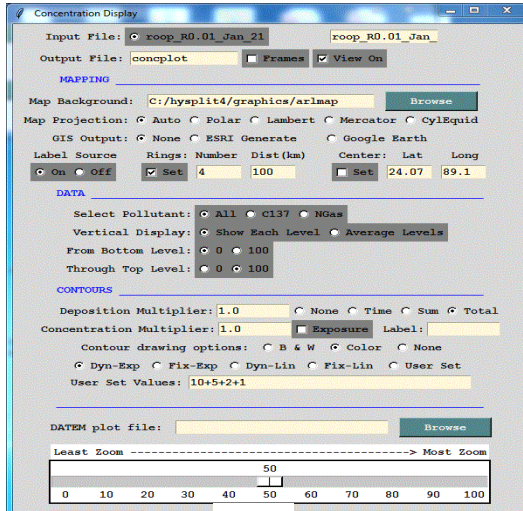 Concentration Display
Input File: roop_R0.01_Jan_21 roop_R0.01_Jan_
Output File: concplot Frames View On
MAPPING
Map Background: C:/hysplit4/graphics/arlmap Browse
Map Projection: Auto Polar Lambert Mercator CylEquid
GIS Output: None ESRI Generate Google Earth
Label Source Rings: Number Dist(km) Center: Lat Long
On Off Set 4 100 Set 24.07 89.1
DATA
Select Pollutant: All C137 NGas
Vertical Display: Show Each Level Average Levels
From Bottom Level: 0 100
Through Top Level: 0 100
CONTOURS
Deposition Multiplier: 1.0 None Time Sum Total
Concentration Multiplier: 1.0 Exposure Label:
Contour drawing options: B & W Color None
Dyn-Exp Fix-Exp Dyn-Lin Fix-Lin User Set
User Set Values: 10+5+2+1
DATEM plot file: Browse
Least Zoom -----------------------------------> Most Zoom
50
0 10 20 30 40 50 60 70 80 90 100